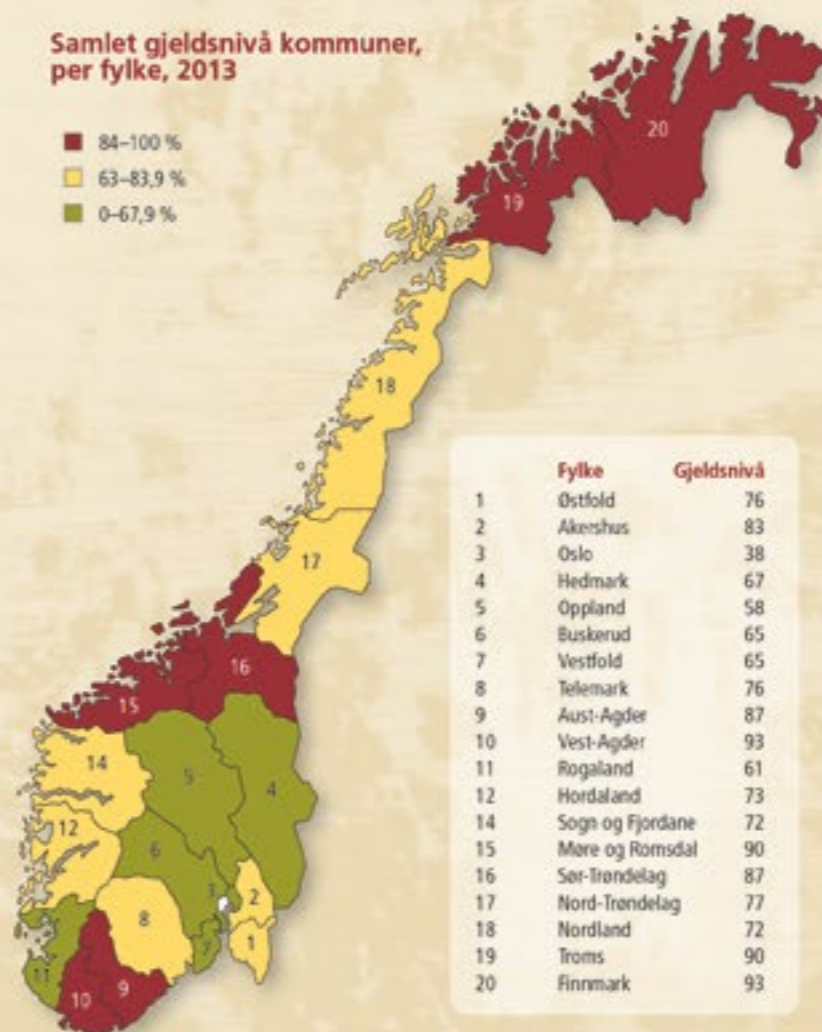 Samlet gjeldsnivå kommuner,
per fylke, 2013
84–100 %
63–83,9 %
0–67,9 %
20
19
18
17
16
15
14
5
4
12
6
3
2
8
7
1
11
9
10
Fylke Gjeldsnivå
1 Østfold 76
2 Akershus 83
3 Oslo 38
4 Hedmark 67
5 Oppland 58
6 Buskerud 65
7 Vestfold 65
8 Telemark 76
9 Aust-Agder 87
10 Vest-Agder 93
11 Rogaland 61
12 Hordaland 73
14 Sogn og Fjordane 72
15 Møre og Romsdal 90
16 Sør-Trøndelag 87
17 Nord-Trøndelag 77
18 Nordland 72
19 Troms 90
20 Finnmark 93